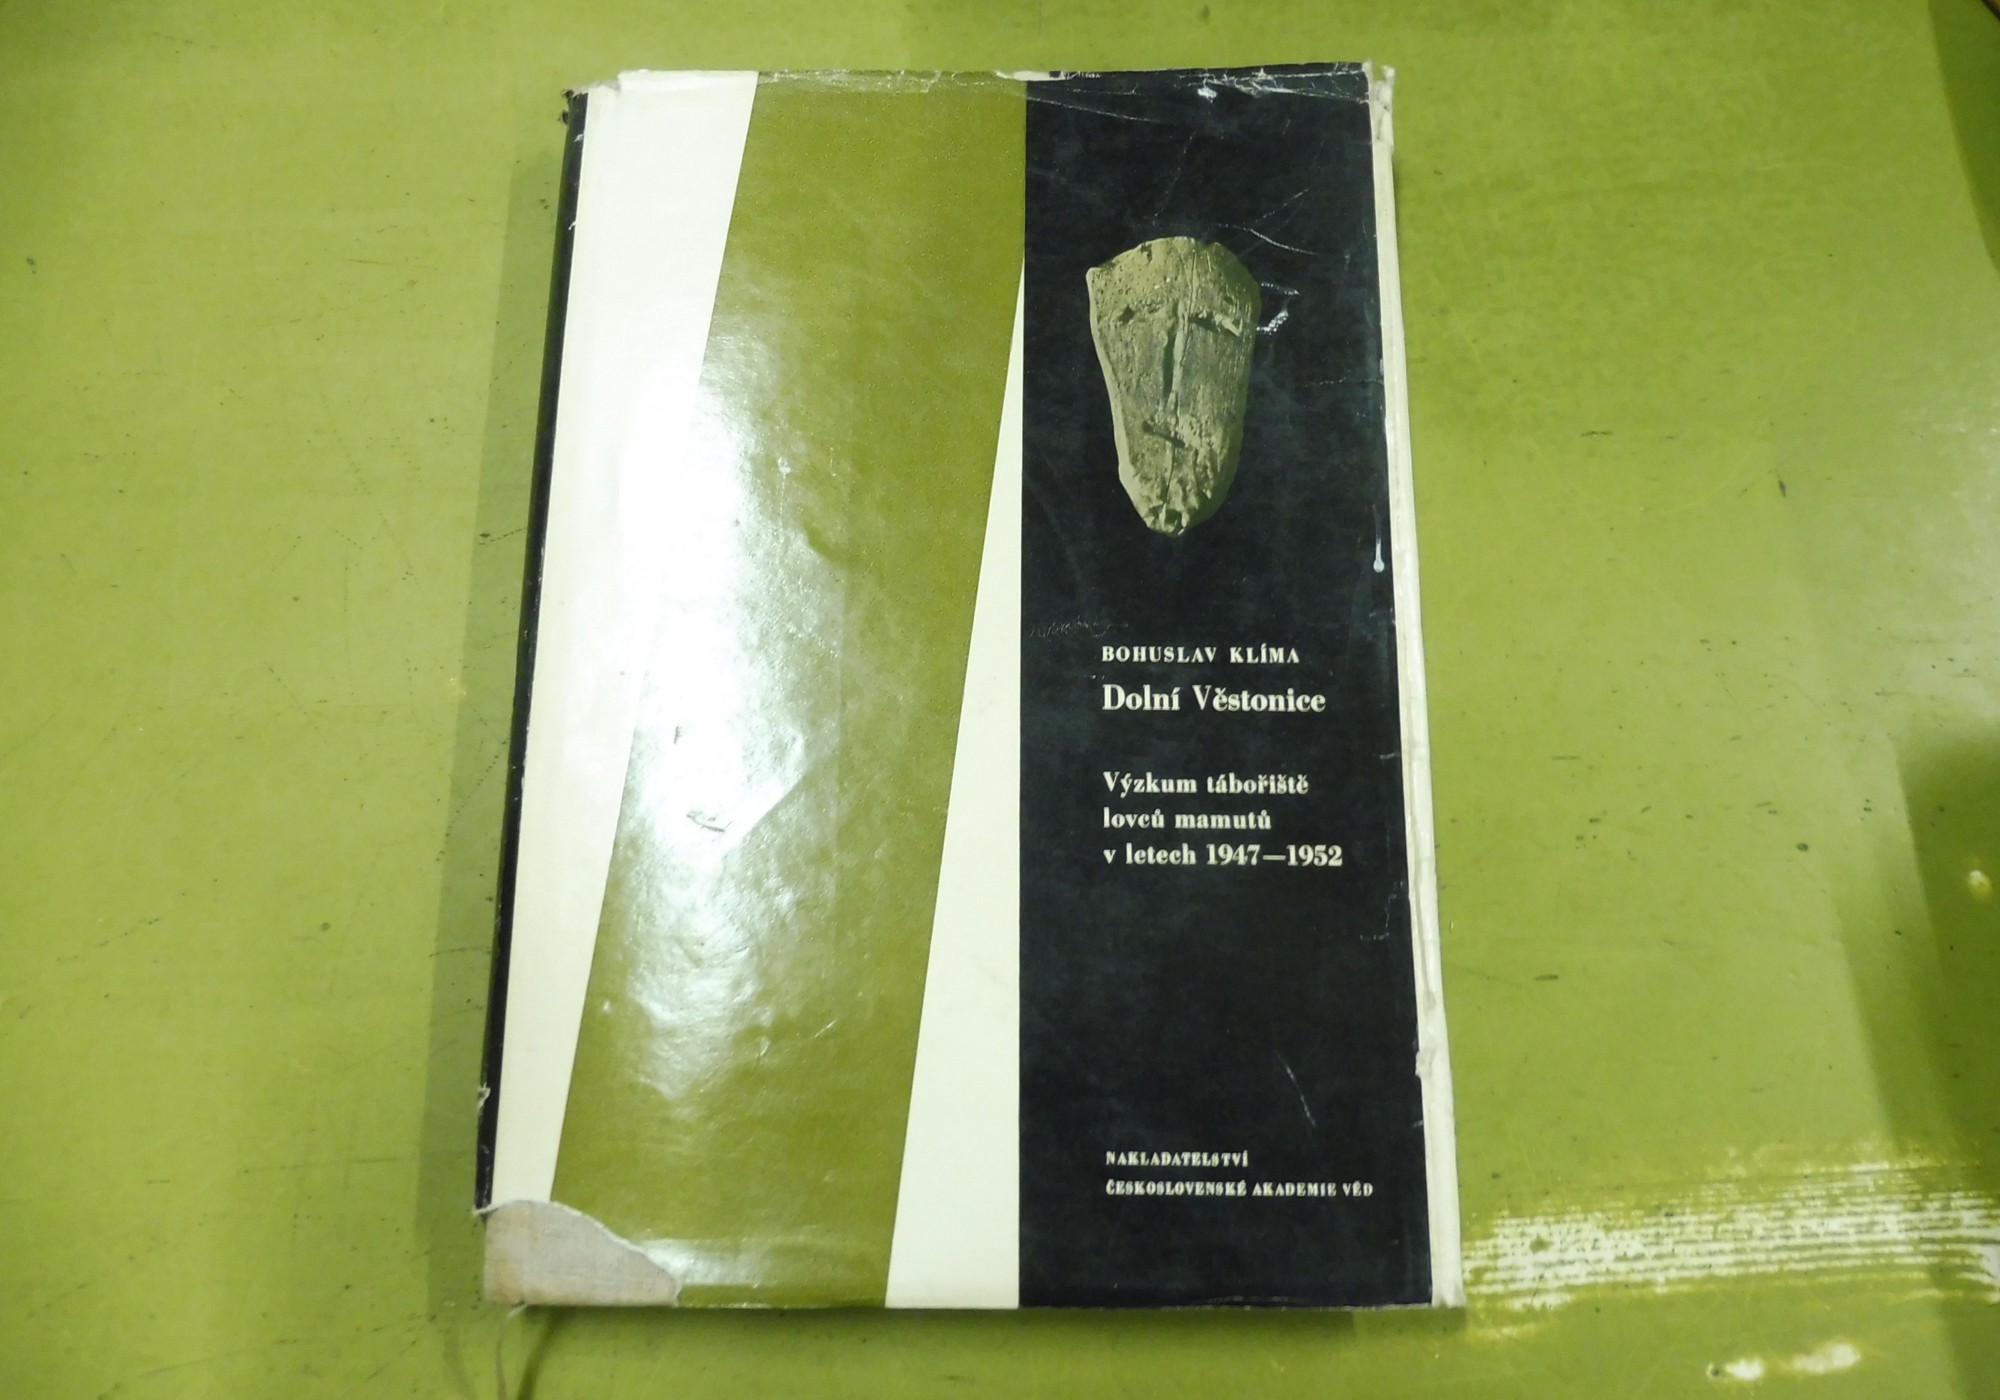 BOHUSLAV KLÍMA
Dolní Věstonice
Výzkum tábořiště
lovců mamutů
v letech 1947—1952
NAKLADATELSTVÍ
ČESKOSLOVENSKÉ AKADEMIE VĚD